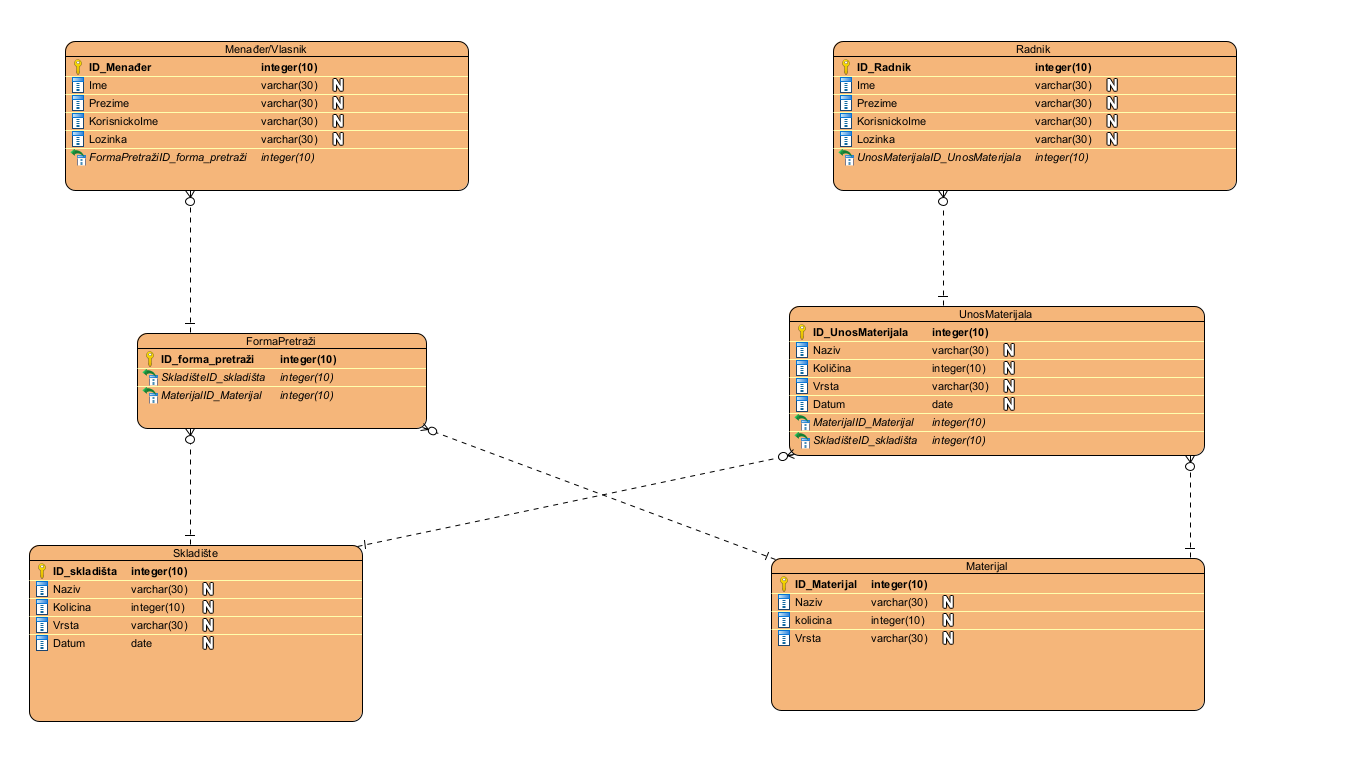 Menađer/Vlasnik
ID_Menađer integer(10)
Ime varchar(30) N
Prezime varchar(30) N
KorisnickoIme varchar(30) N
Lozinka varchar(30) N
FormaPretražiID_forma_pretraži integer(10)
Radnik
ID_Radnik integer(10)
Ime varchar(30) N
Prezime varchar(30) N
KorisnickoIme varchar(30) N
Lozinka varchar(30) N
UnosMaterijalaID_UnosMaterijala integer(10)
FormaPretraži
ID_forma_pretraži integer(10)
SkladišteID_skladišta integer(10)
MaterijalID_Materijal integer(10)
UnosMaterijala
ID_UnosMaterijala integer(10)
Naziv varchar(30) N
Količina integer(10) N
Vrsta varchar(30) N
Datum date N
MaterijalID_Materijal integer(10)
SkladišteID_skladišta integer(10)
Skladište
ID_skladišta integer(10)
Naziv varchar(30) N
Kolicina integer(10) N
Vrsta varchar(30) N
Datum date N
Materijal
ID_Materijal integer(10)
Naziv varchar(30) N
kolicina integer(10) N
Vrsta varchar(30) N